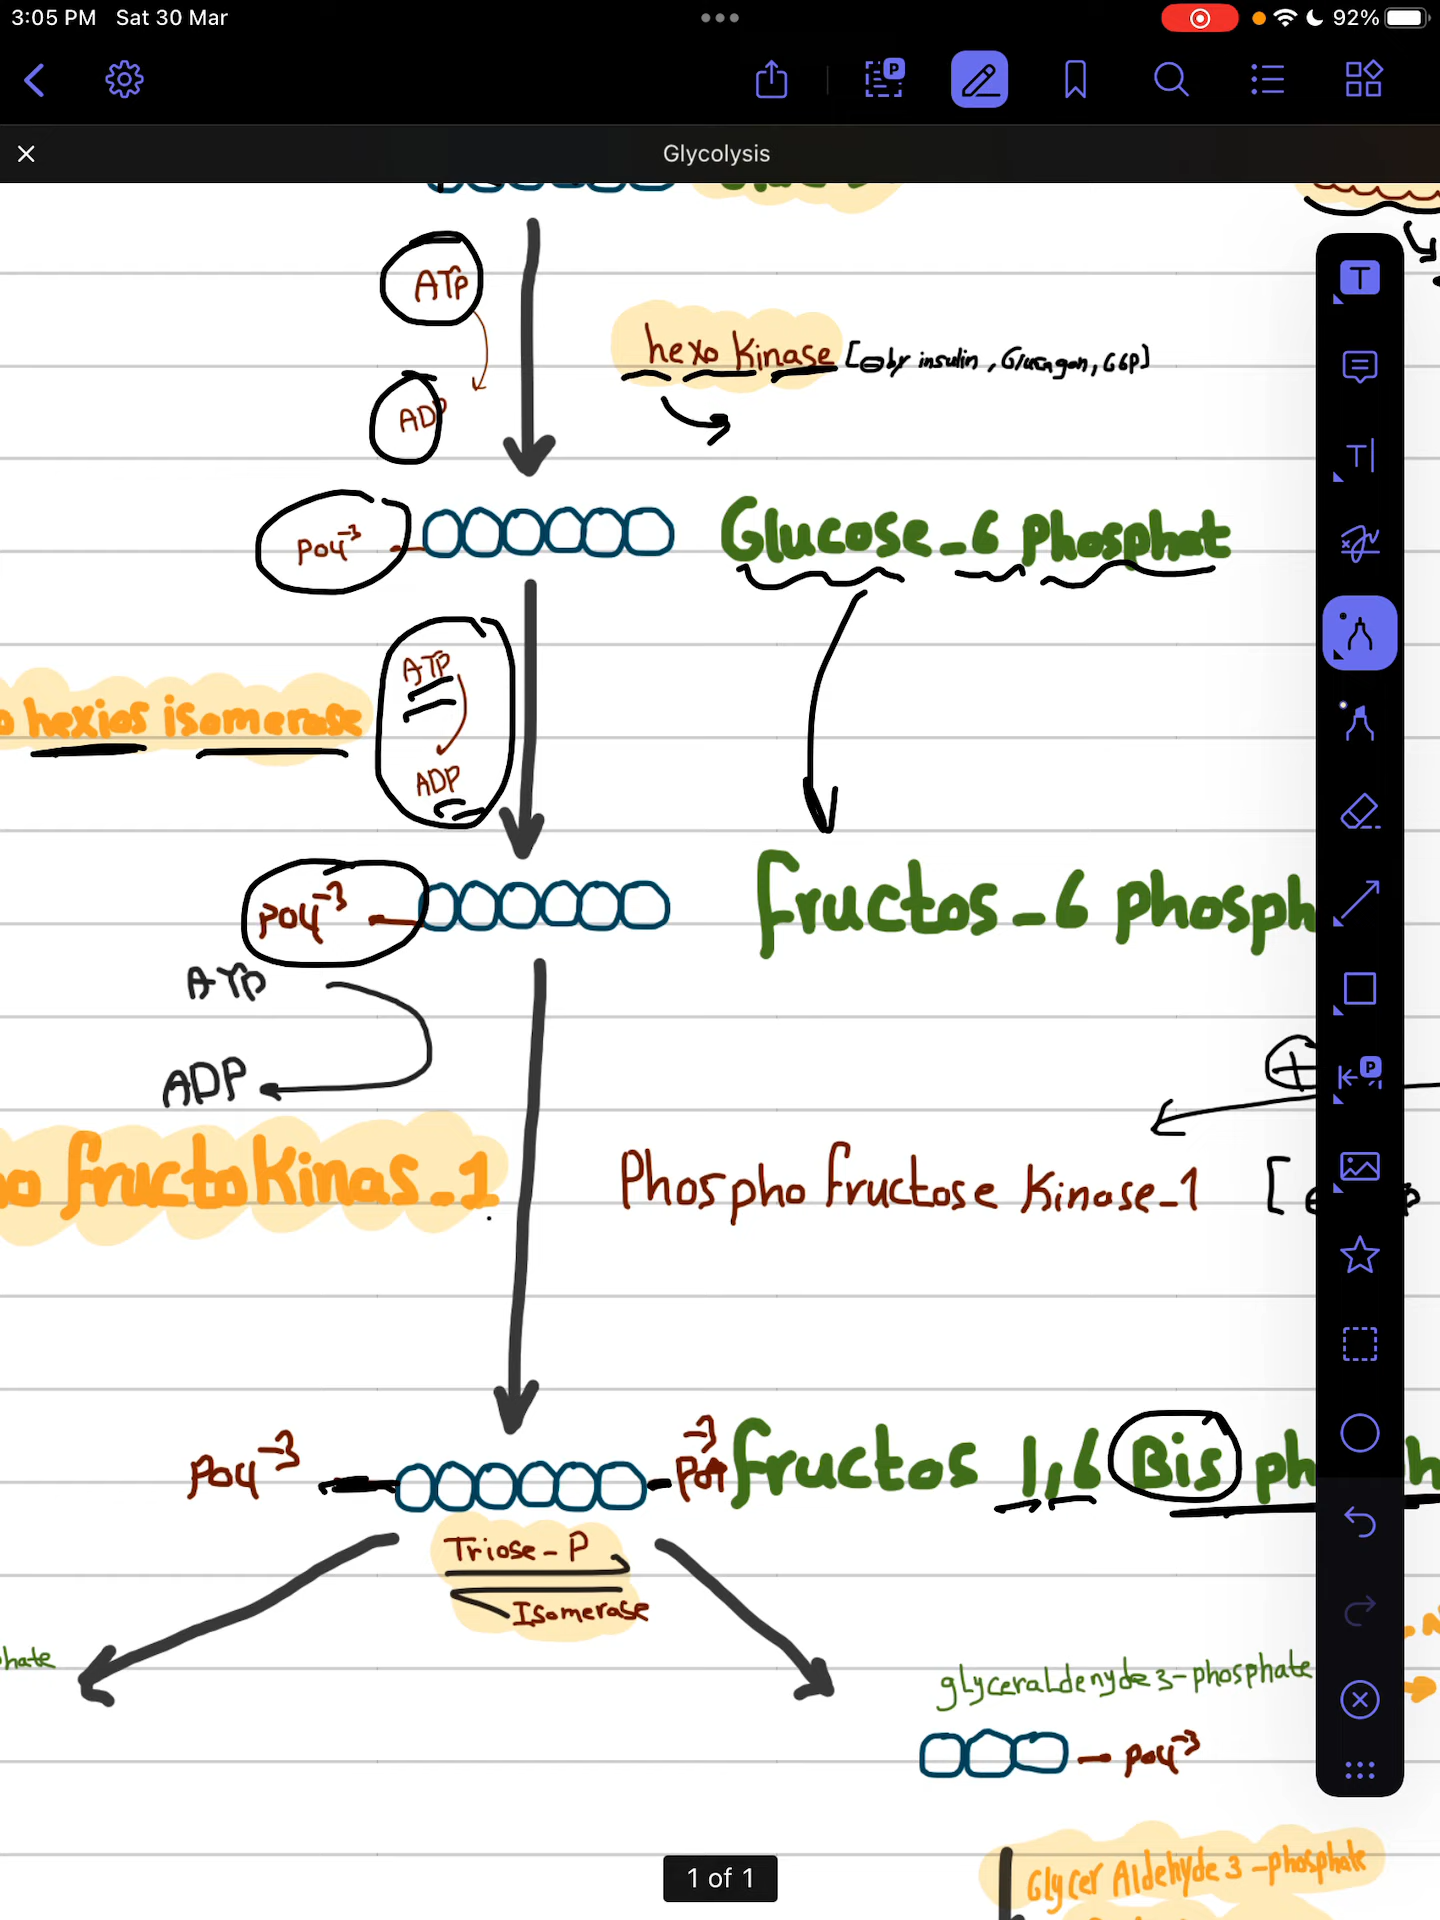 3:05 PM Sat 30 Mar
92%
P
Glycolysis
ATP
hexo Kinase [⊖ by insulin, Glucagon, G6P]
ADP
PO4⁻³
Glucose_6 phosphat
ATP
hexios isomerase
ADP
PO4⁻³
fructos_6 phosph
ATP
ADP
+
fructoKinas_1
Phospho fructose Kinase_1 [
PO4⁻³
⁻³
fructos 1,6 Bis ph
Triose_P
Isomerase
hate
glyceraldehyde 3-phosphate
PO4⁻³
1 of 1
Glycer Aldehyde 3-phosphate